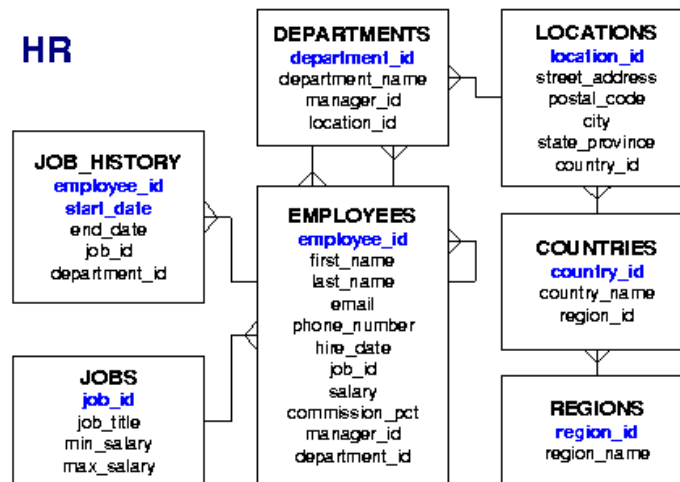 HR
DEPARTMENTS
department_id
department_name
manager_id
location_id
LOCATIONS
location_id
street_address
postal_code
city
state_province
country_id
JOB_HISTORY
employee_id
start_date
end_date
job_id
department_id
EMPLOYEES
employee_id
first_name
last_name
email
phone_number
hire_date
job_id
salary
commission_pct
manager_id
department_id
COUNTRIES
country_id
country_name
region_id
JOBS
job_id
job_title
min_salary
max_salary
REGIONS
region_id
region_name